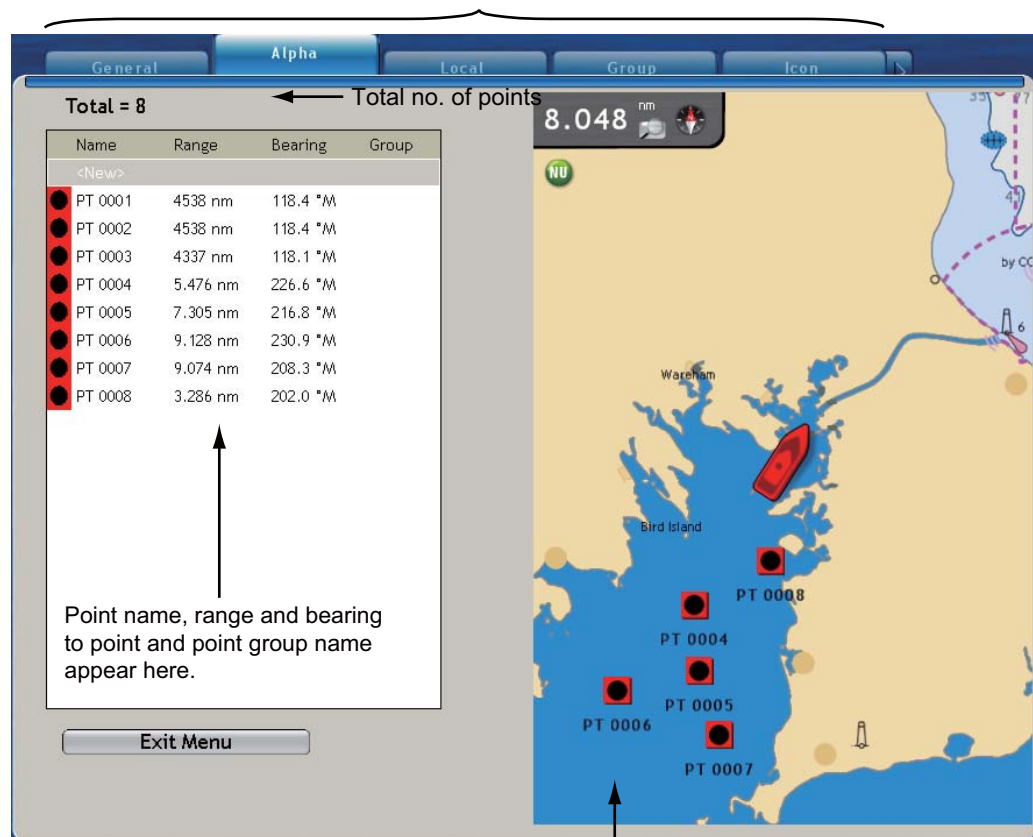 General Alpha Local Group Icon
Total = 8
Total no. of points
Name Range Bearing Group
<New>
PT 0001 4538 nm 118.4 °M
PT 0002 4538 nm 118.4 °M
PT 0003 4337 nm 118.1 °M
PT 0004 5.476 nm 226.6 °M
PT 0005 7.305 nm 216.8 °M
PT 0006 9.128 nm 230.9 °M
PT 0007 9.074 nm 208.3 °M
PT 0008 3.286 nm 202.0 °M
Point name, range and bearing
to point and point group name
appear here.
Exit Menu
8.048 nm
NU
by
6
Wareham
Bird Island
PT 0008
PT 0004
PT 0005
PT 0006
PT 0007